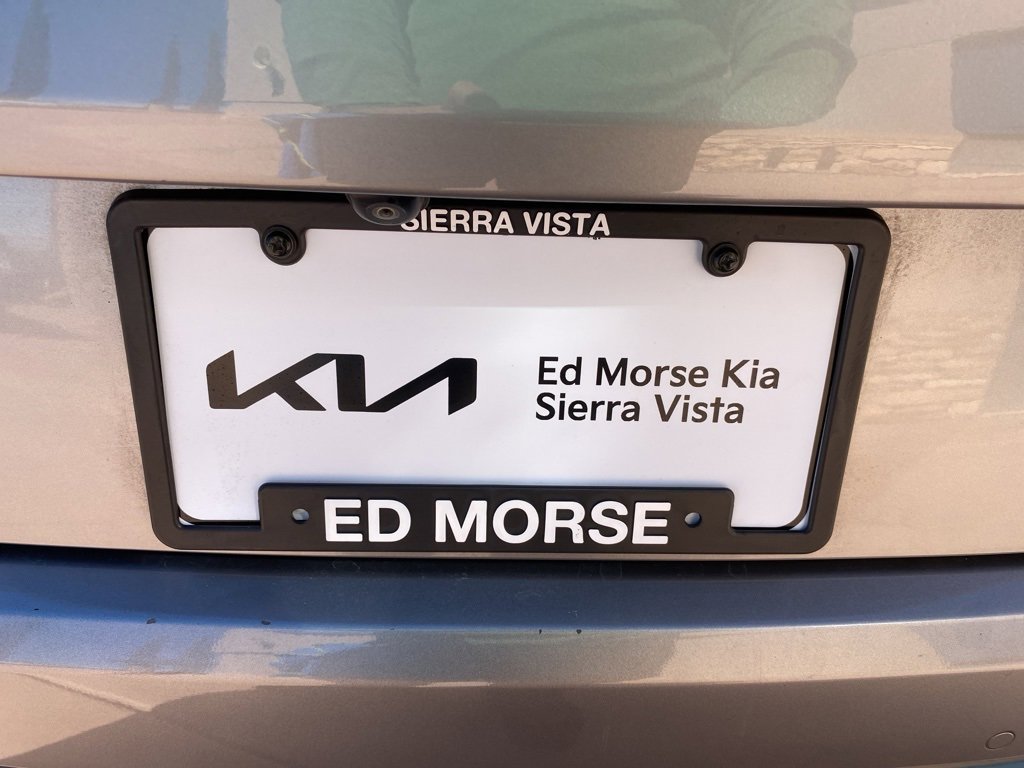 SIERRA VISTA
KIA
Ed Morse Kia
Sierra Vista
ED MORSE